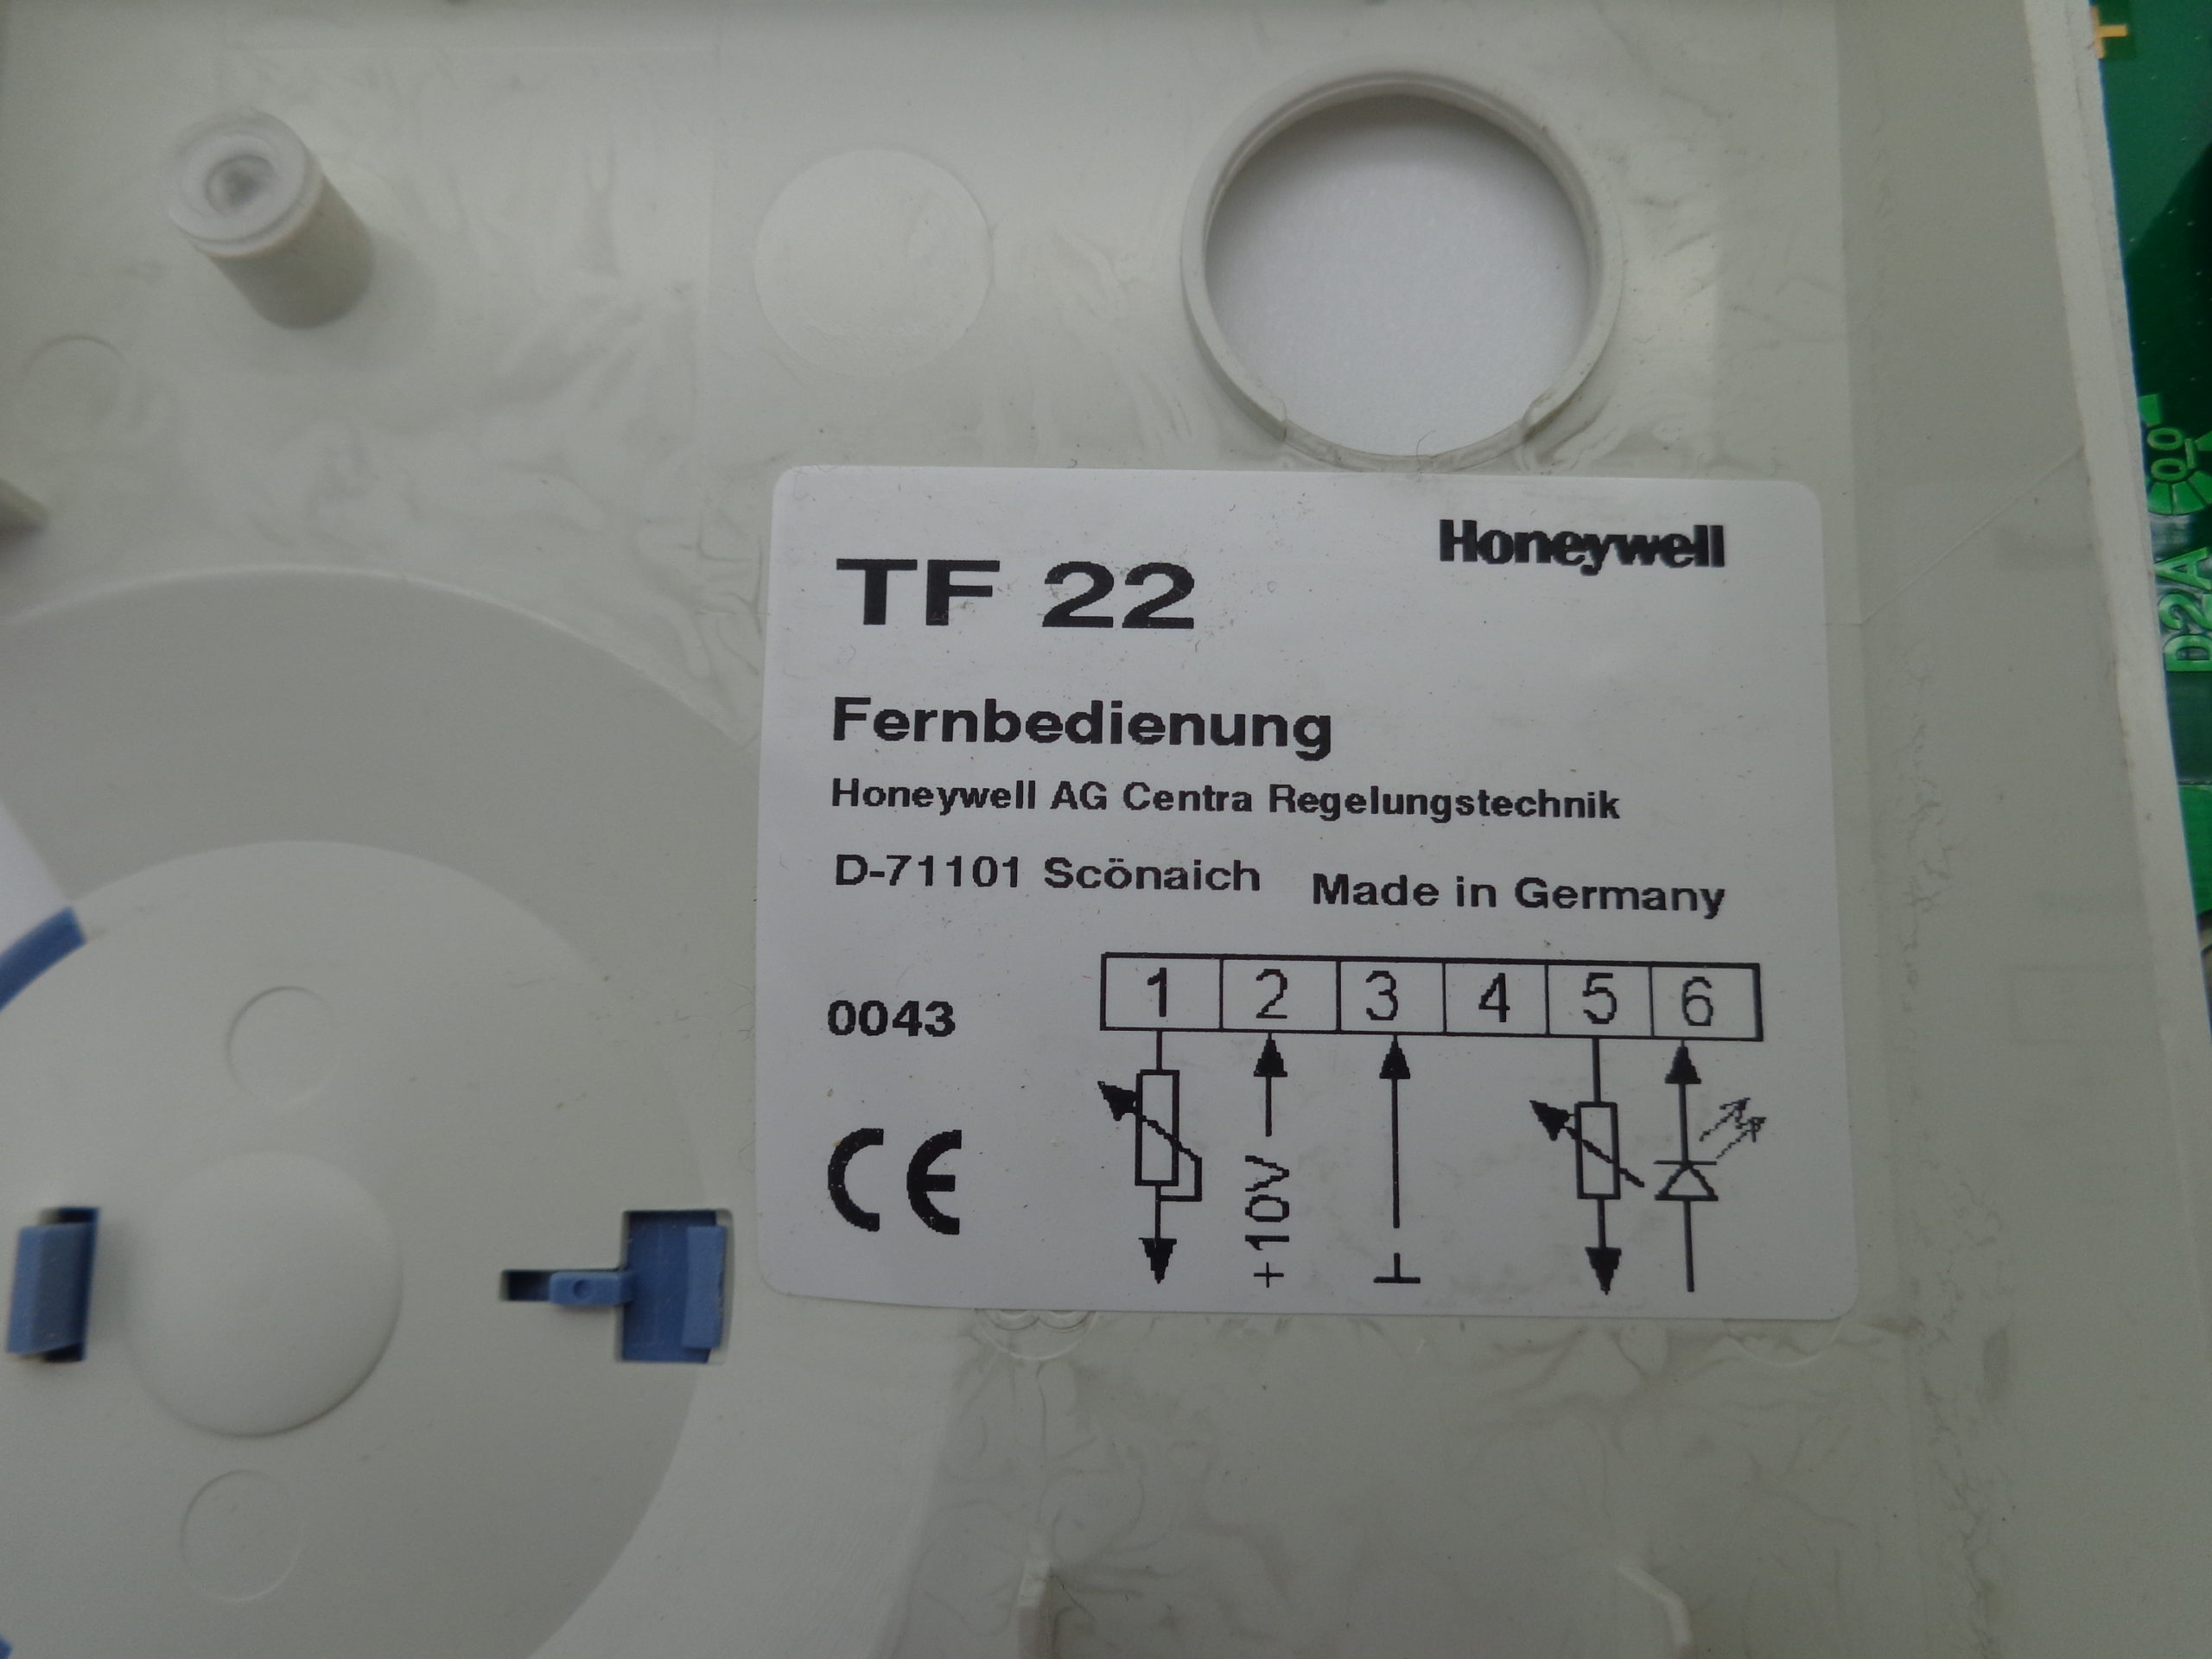 Honeywell
TF 22
Fernbedienung
Honeywell AG Centra Regelungstechnik
D-71101 Scönaich Made in Germany
0043
1 2 3 4 5 6
+10V
CE
D2A